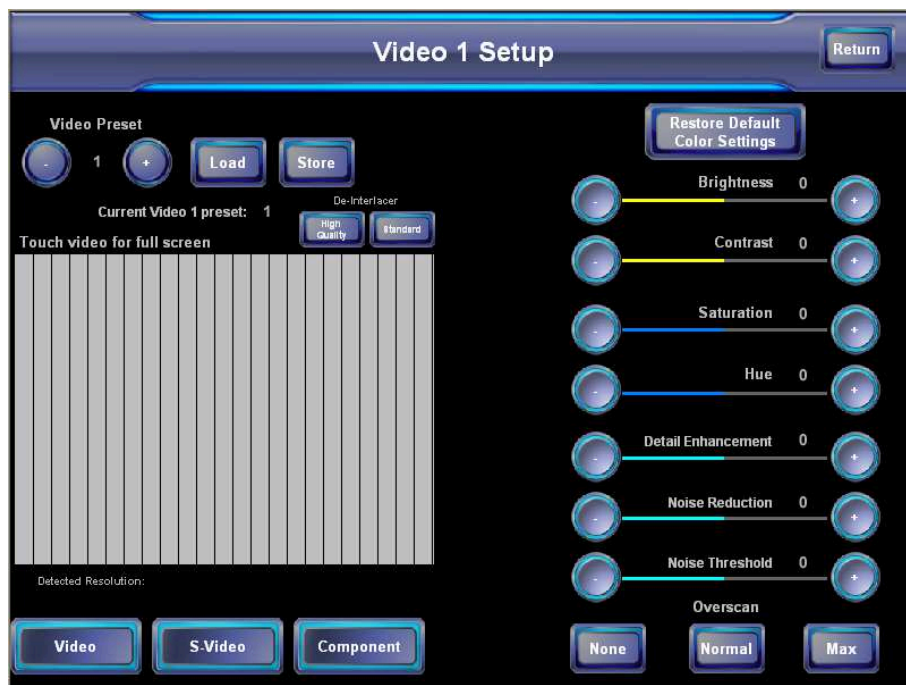 Video 1 Setup
Return
Video Preset
- 1 +
Load
Store
Current Video 1 preset: 1
De-Interlacer
High
Quality
Standard
Touch video for full screen
Detected Resolution:
Video
S-Video
Component
Restore Default
Color Settings
Brightness 0
- +
Contrast 0
- +
Saturation 0
- +
Hue 0
- +
Detail Enhancement 0
- +
Noise Reduction 0
- +
Noise Threshold 0
- +
Overscan
None
Normal
Max